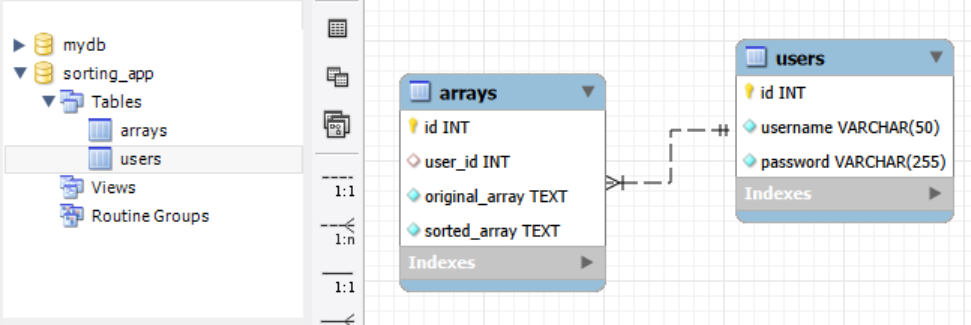 mydb
sorting_app
Tables
arrays
users
Views
Routine Groups
1:1
1:n
1:1
arrays
id INT
user_id INT
original_array TEXT
sorted_array TEXT
Indexes
users
id INT
username VARCHAR(50)
password VARCHAR(255)
Indexes